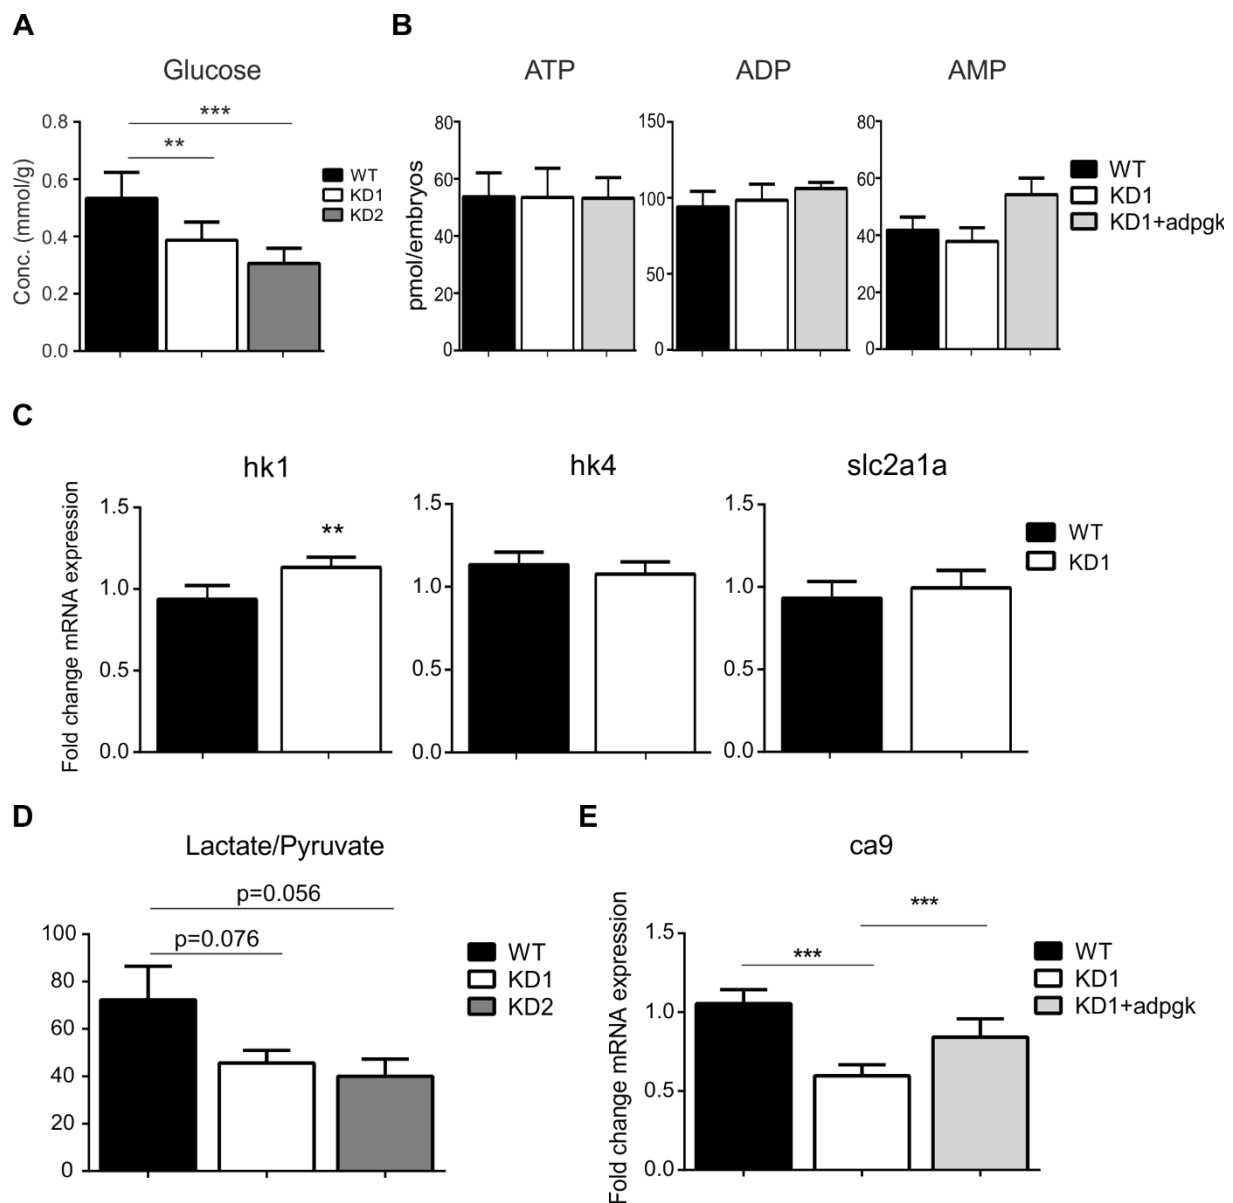 A
B
Glucose
ATP
ADP
AMP
***
**
Conc. (mmol/g)
0.8
0.6
0.4
0.2
0.0
WT
KD1
KD2
pmol/embryos
80
60
40
20
0
150
100
50
0
80
60
40
20
0
WT
KD1
KD1+adpgk
C
hk1
hk4
slc2a1a
Fold change mRNA expression
1.5
1.0
0.5
0.0
**
1.5
1.0
0.5
0.0
1.5
1.0
0.5
0.0
WT
KD1
D
E
Lactate/Pyruvate
ca9
p=0.056
p=0.076
100
80
60
40
20
0
WT
KD1
KD2
Fold change mRNA expression
***
***
1.5
1.0
0.5
0.0
WT
KD1
KD1+adpgk